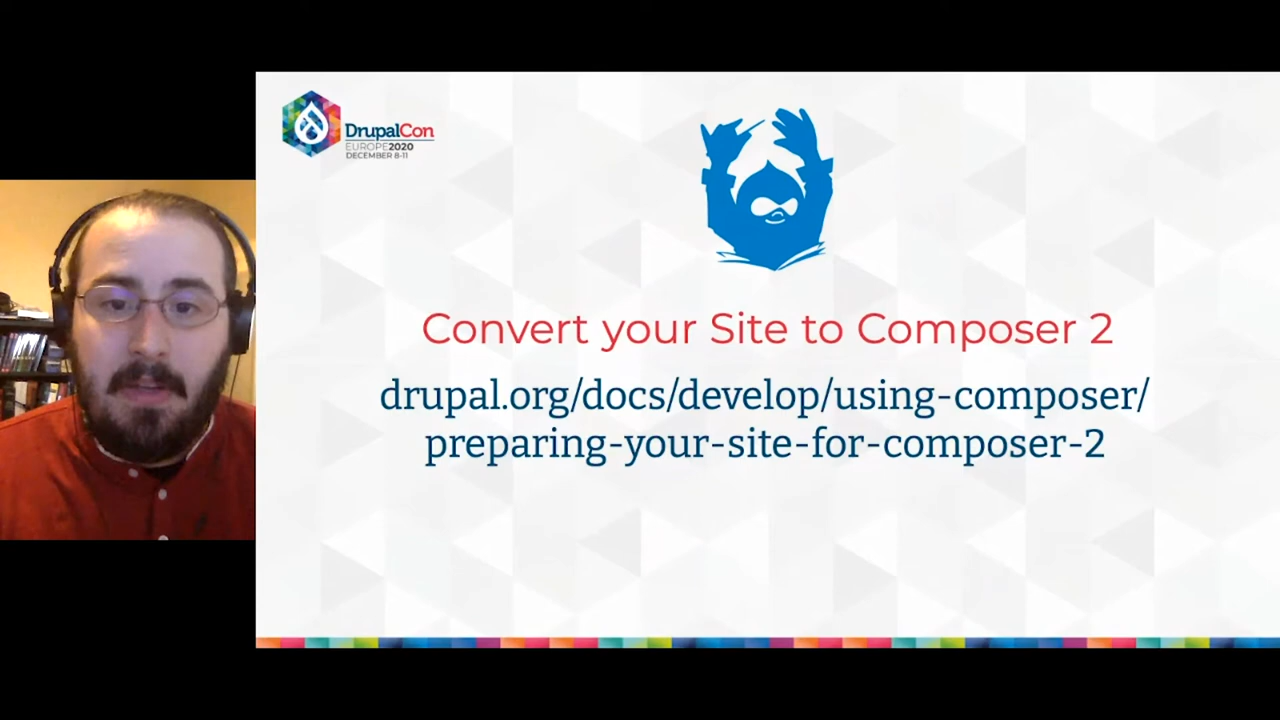 DrupalCon
EUROPE2020
DECEMBER 8-11
Convert your Site to Composer 2
drupal.org/docs/develop/using-composer/
preparing-your-site-for-composer-2